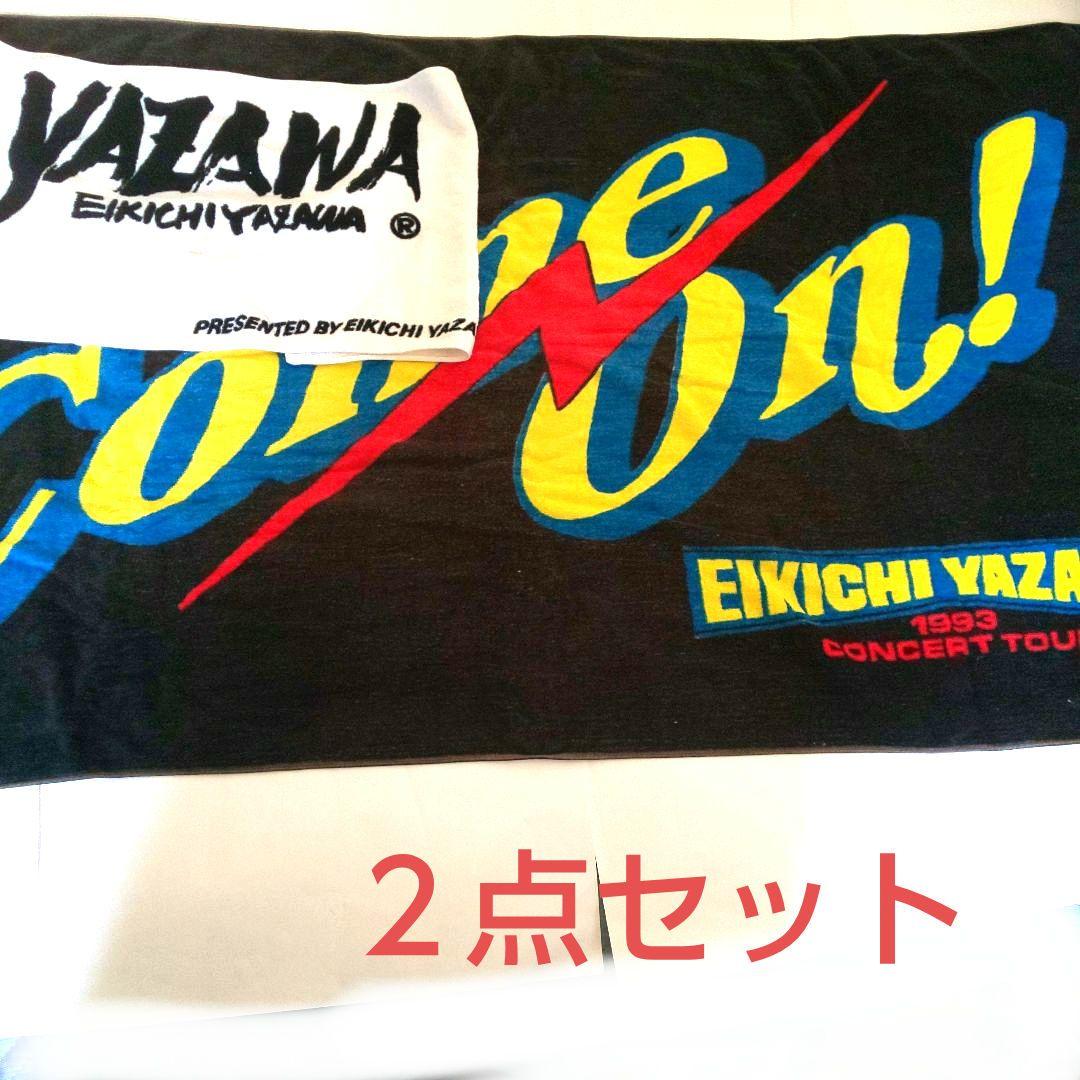 YAZAWA
EIKICHI YAZAWA ®
PRESENTED BY EIKICHI YAZA
Come
On!
EIKICHI YAZA
1993
CONCERT TOU
２点セット